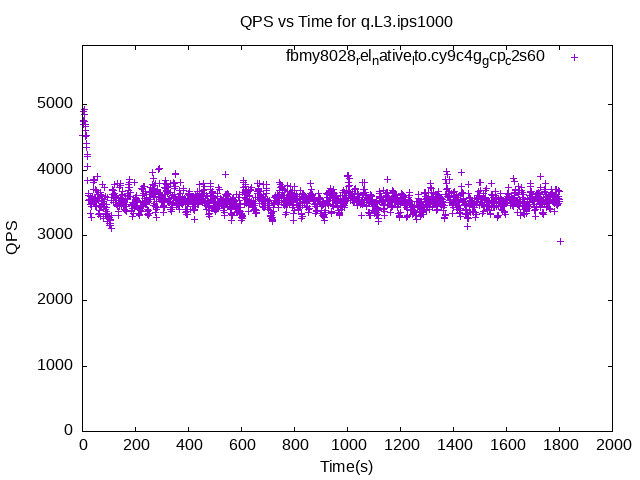 QPS vs Time for q.L3.ips1000
fbmy8028relnativelto.cy9c4ggcpc2s60
5000
4000
3000
2000
1000
0
QPS
0 200 400 600 800 1000 1200 1400 1600 1800 2000
Time(s)